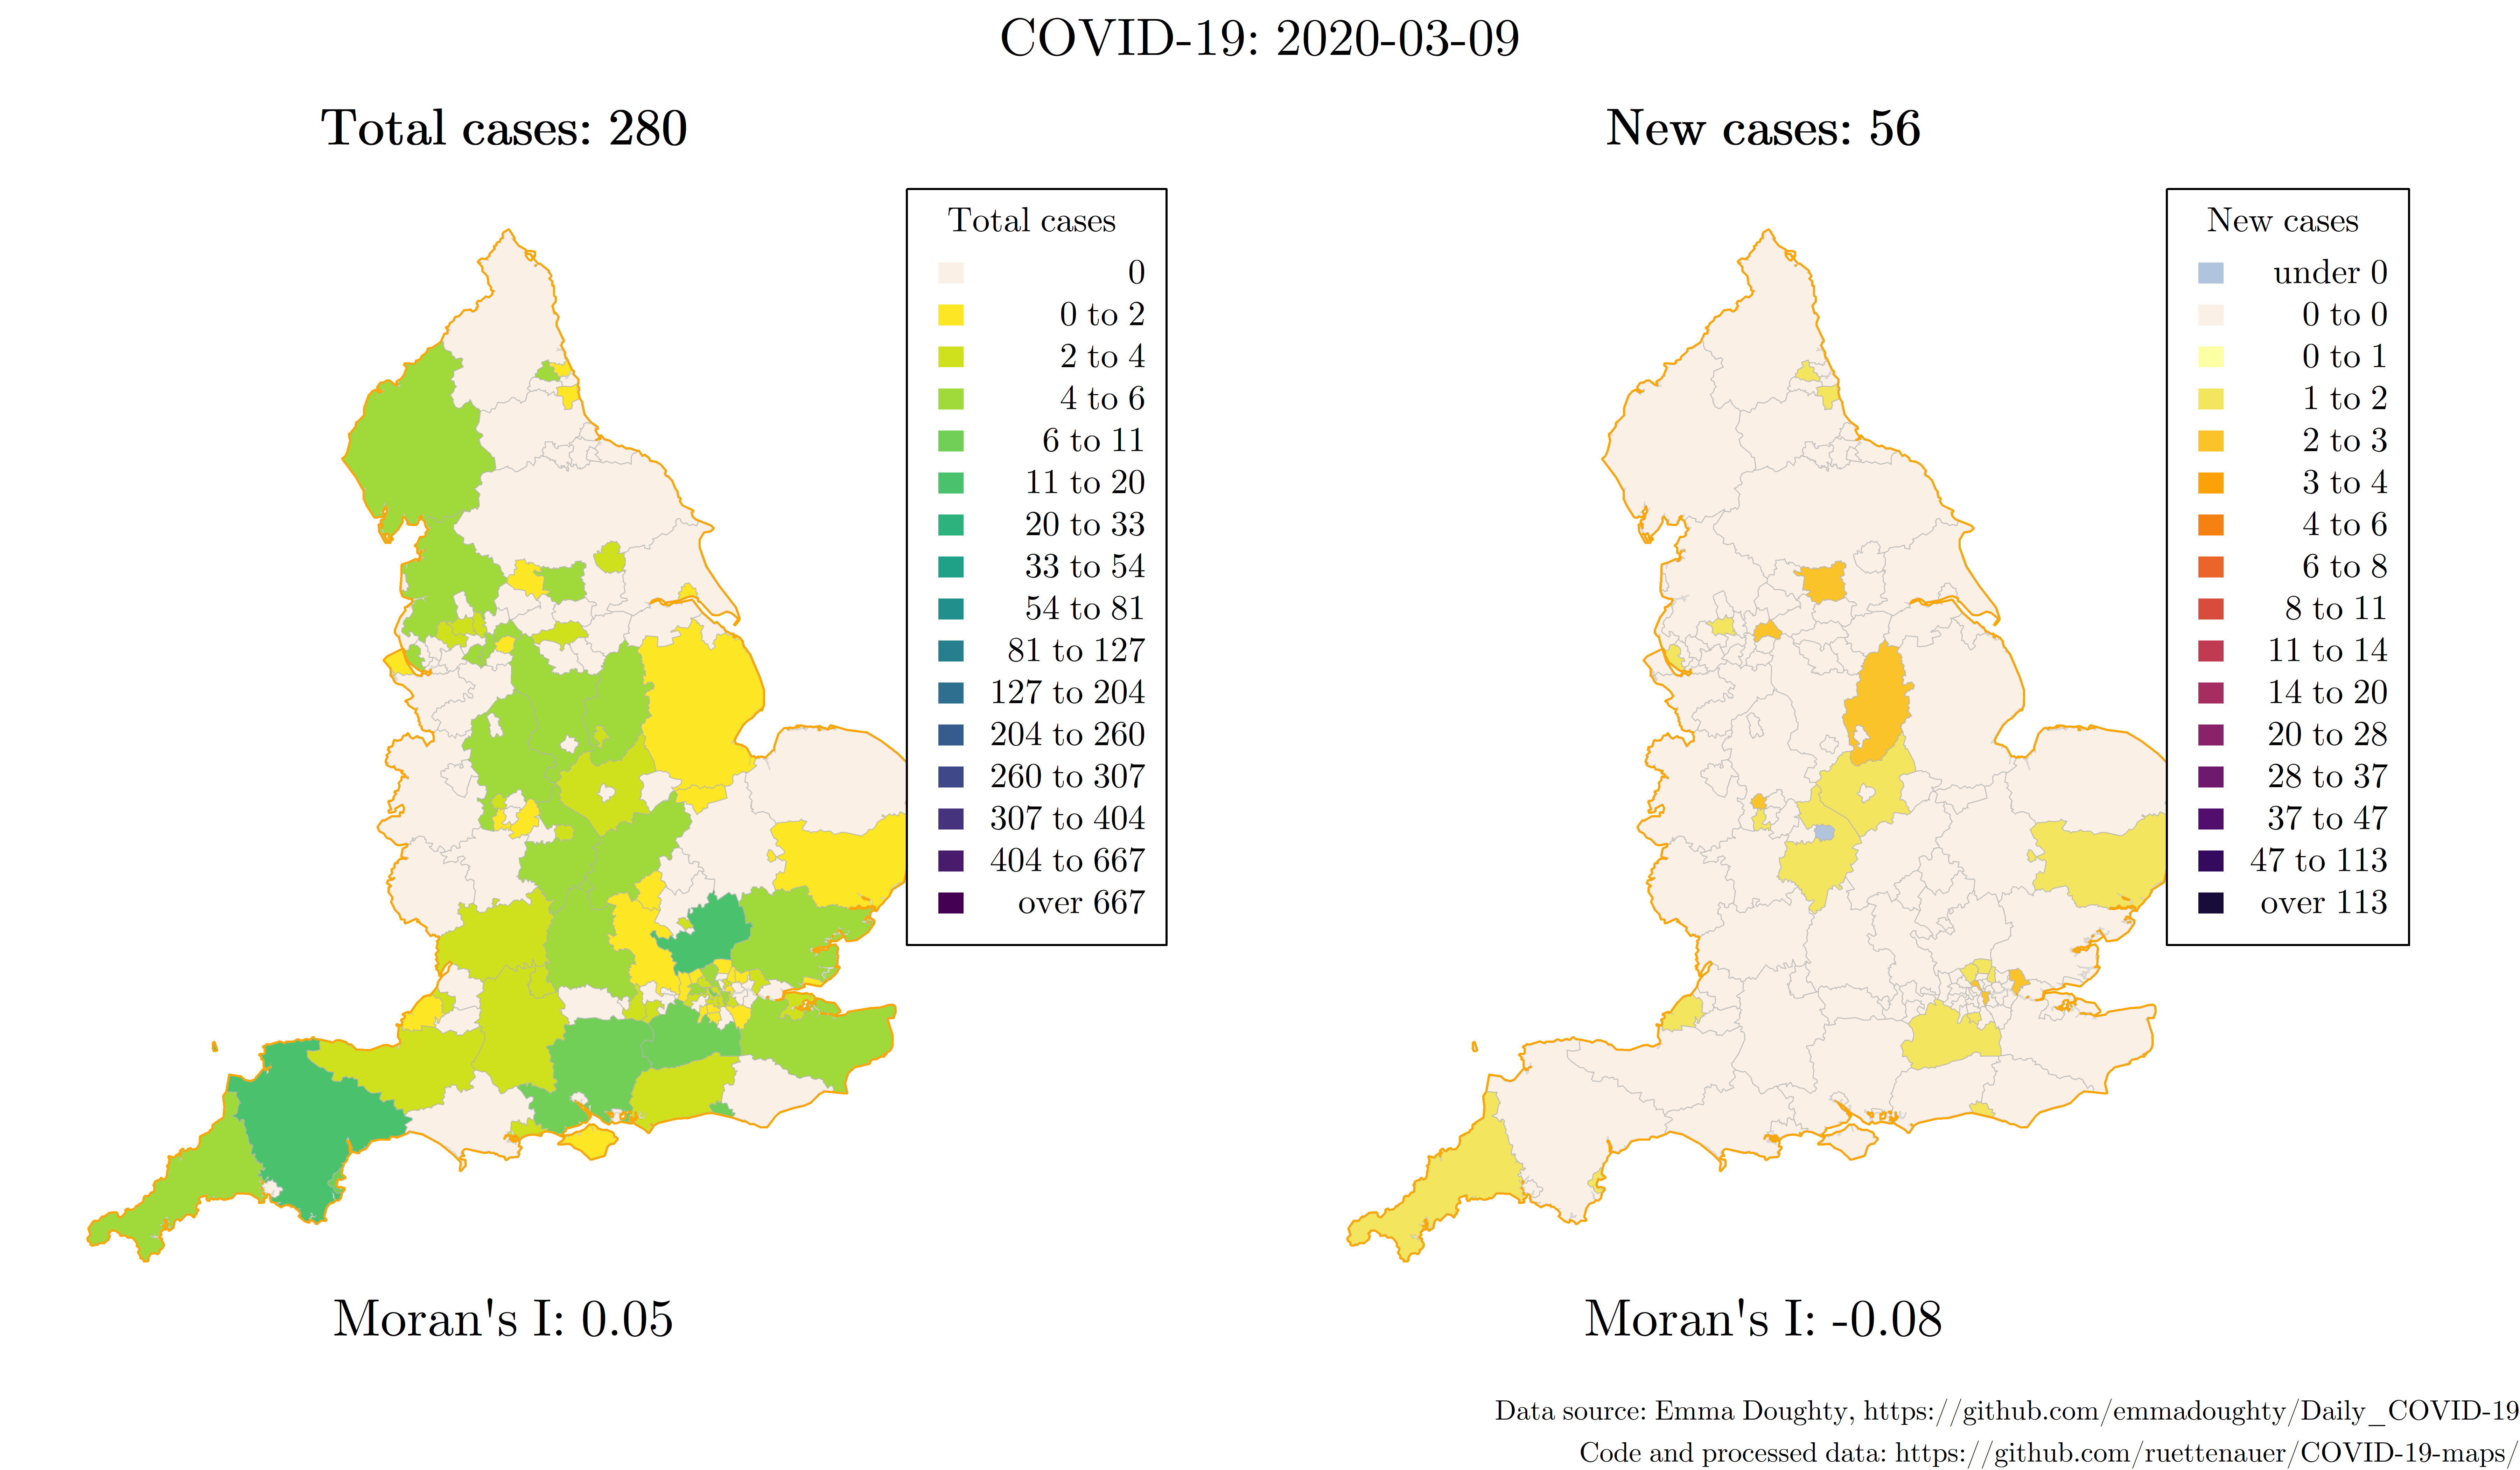 COVID-19: 2020-03-09
Total cases: 280
Total cases
0
0 to 2
2 to 4
4 to 6
6 to 11
11 to 20
20 to 33
33 to 54
54 to 81
81 to 127
127 to 204
204 to 260
260 to 307
307 to 404
404 to 667
over 667
Moran's I: 0.05
New cases: 56
New cases
under 0
0 to 0
0 to 1
1 to 2
2 to 3
3 to 4
4 to 6
6 to 8
8 to 11
11 to 14
14 to 20
20 to 28
28 to 37
37 to 47
47 to 113
over 113
Moran's I: -0.08
Data source: Emma Doughty, https://github.com/emmadoughty/Daily_COVID-19
Code and processed data: https://github.com/ruettenauer/COVID-19-maps/